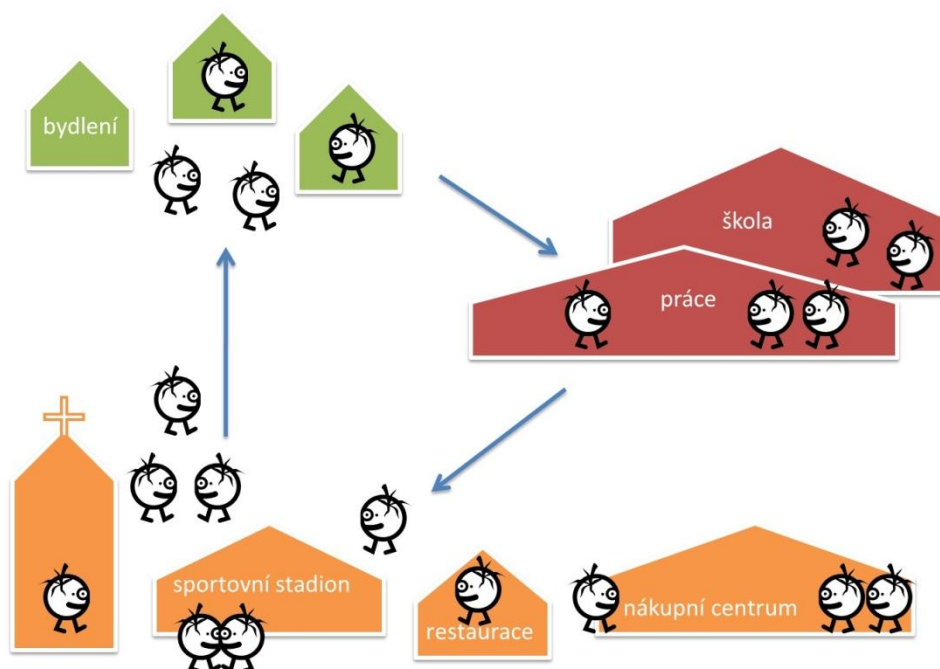 bydlení
škola
práce
sportovní stadion
restaurace
nákupní centrum